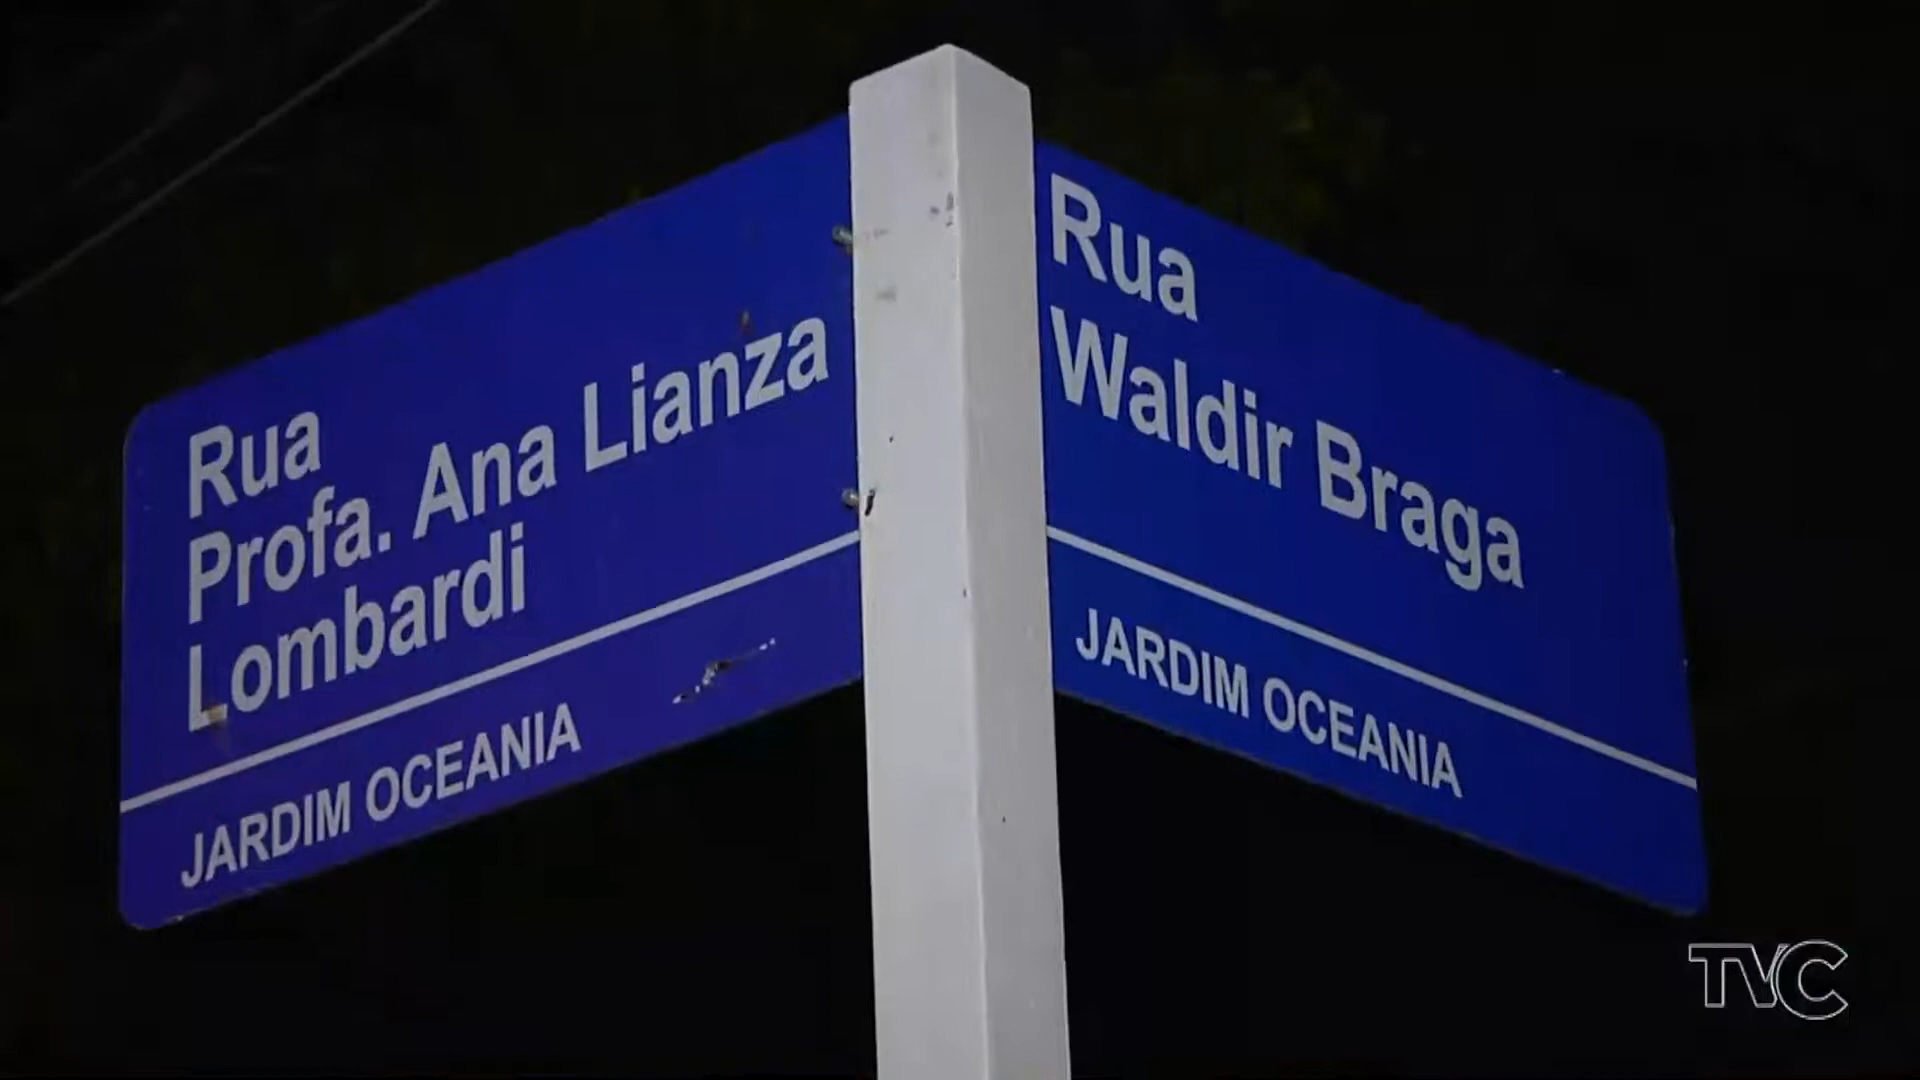 Rua
Profa. Ana Lianza
Lombardi
JARDIM OCEANIA
Rua
Waldir Braga
JARDIM OCEANIA
TVC